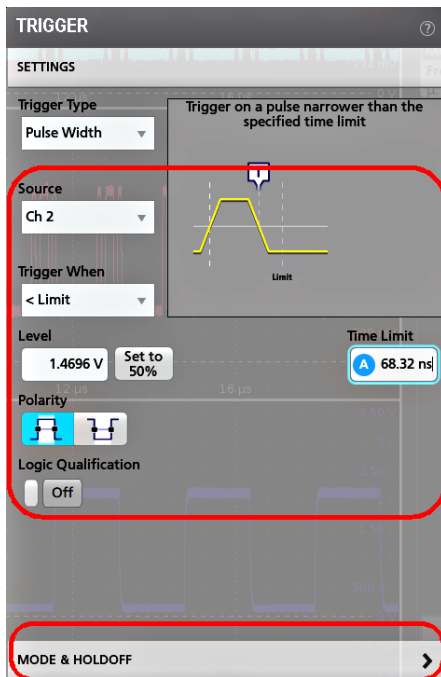 TRIGGER
?
SETTINGS
Trigger Type
Pulse Width
Trigger on a pulse narrower than the
specified time limit
T
Source
Ch 2
Trigger When
< Limit
Limit
Level
1.4696 V
Set to
50%
Time Limit
A 68.32 ns
12 µs
16 µs
Polarity
Logic Qualification
Off
500 mV
MODE & HOLDOFF